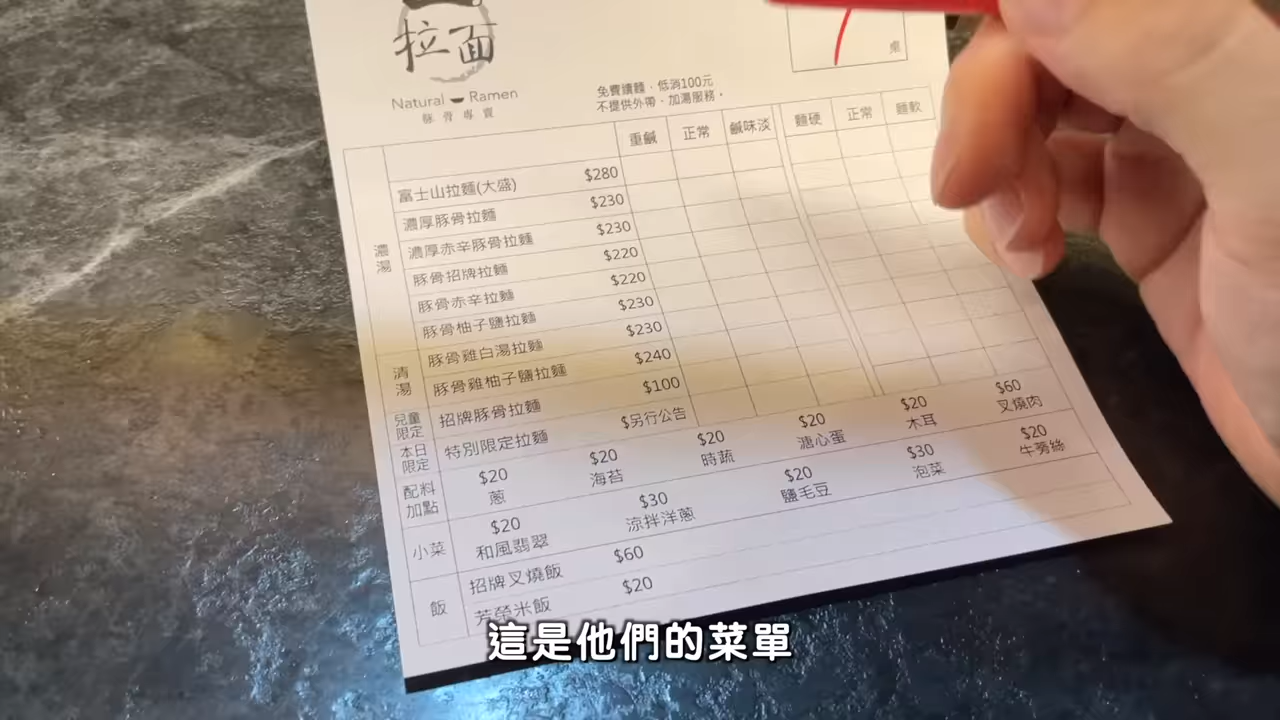 拉面
Natural Ramen
豚骨專賣
免費續麵,低消100元
不提供外帶、加湯服務。
桌
重鹹 正常 鹹味淡 麵硬 正常 麵軟
濃湯
富士山拉麵(大盛) $280
濃厚豚骨拉麵 $230
濃厚赤辛豚骨拉麵 $230
豚骨招牌拉麵 $220
豚骨赤辛拉麵 $220
豚骨柚子鹽拉麵 $230
清湯
豚骨雞白湯拉麵 $230
豚骨雞柚子鹽拉麵 $240
兒童限定
招牌豚骨拉麵 $100
本日限定
特別限定拉麵 $另行公告
配料加點
$20 $20 $20 $20 $20 $60
蔥 海苔 時蔬 溏心蛋 木耳 叉燒肉
小菜
$20 $30 $20 $30 $20
和風翡翠 涼拌洋蔥 鹽毛豆 泡菜 牛蒡絲
飯
招牌叉燒飯 $60
芳榮米飯 $20
這是他們的菜單